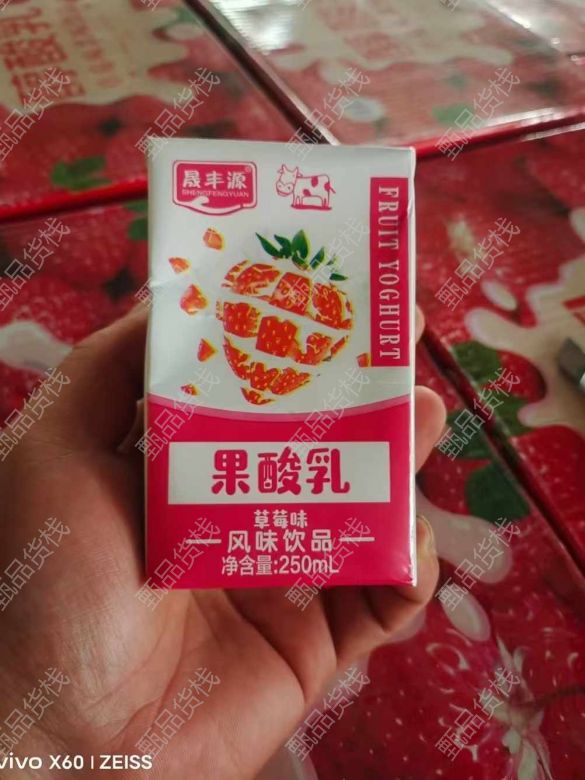 晟丰源
SHENGFENGYUAN
FRUIT YOGHURT
果酸乳
草莓味
风味饮品
净含量:250mL
甄品货栈
vivo X60 | ZEISS